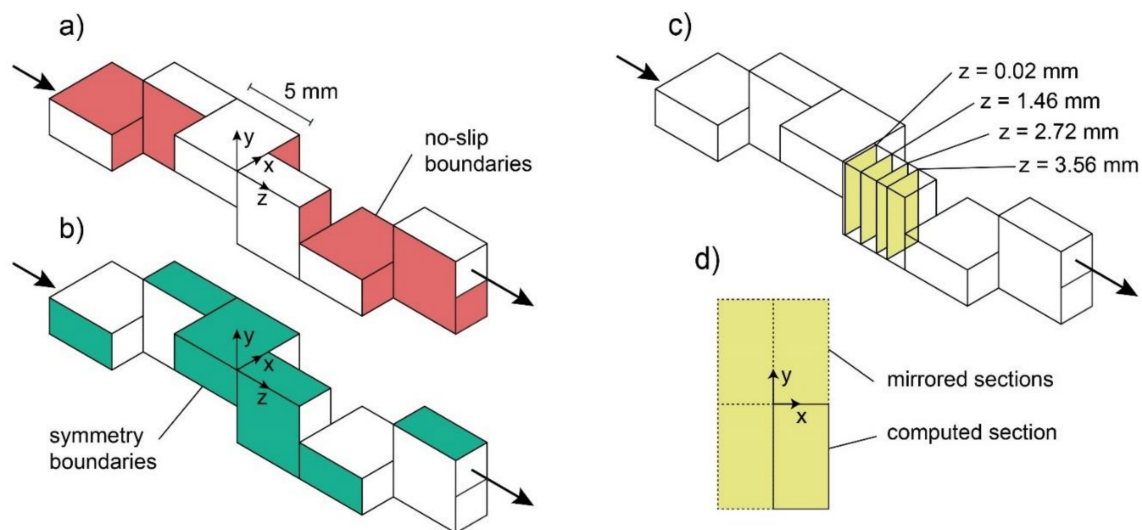 a)
5 mm
no-slip
boundaries
y
x
z
b)
y
x
z
symmetry
boundaries
c)
z = 0.02 mm
z = 1.46 mm
z = 2.72 mm
z = 3.56 mm
d)
y
x
mirrored sections
computed section